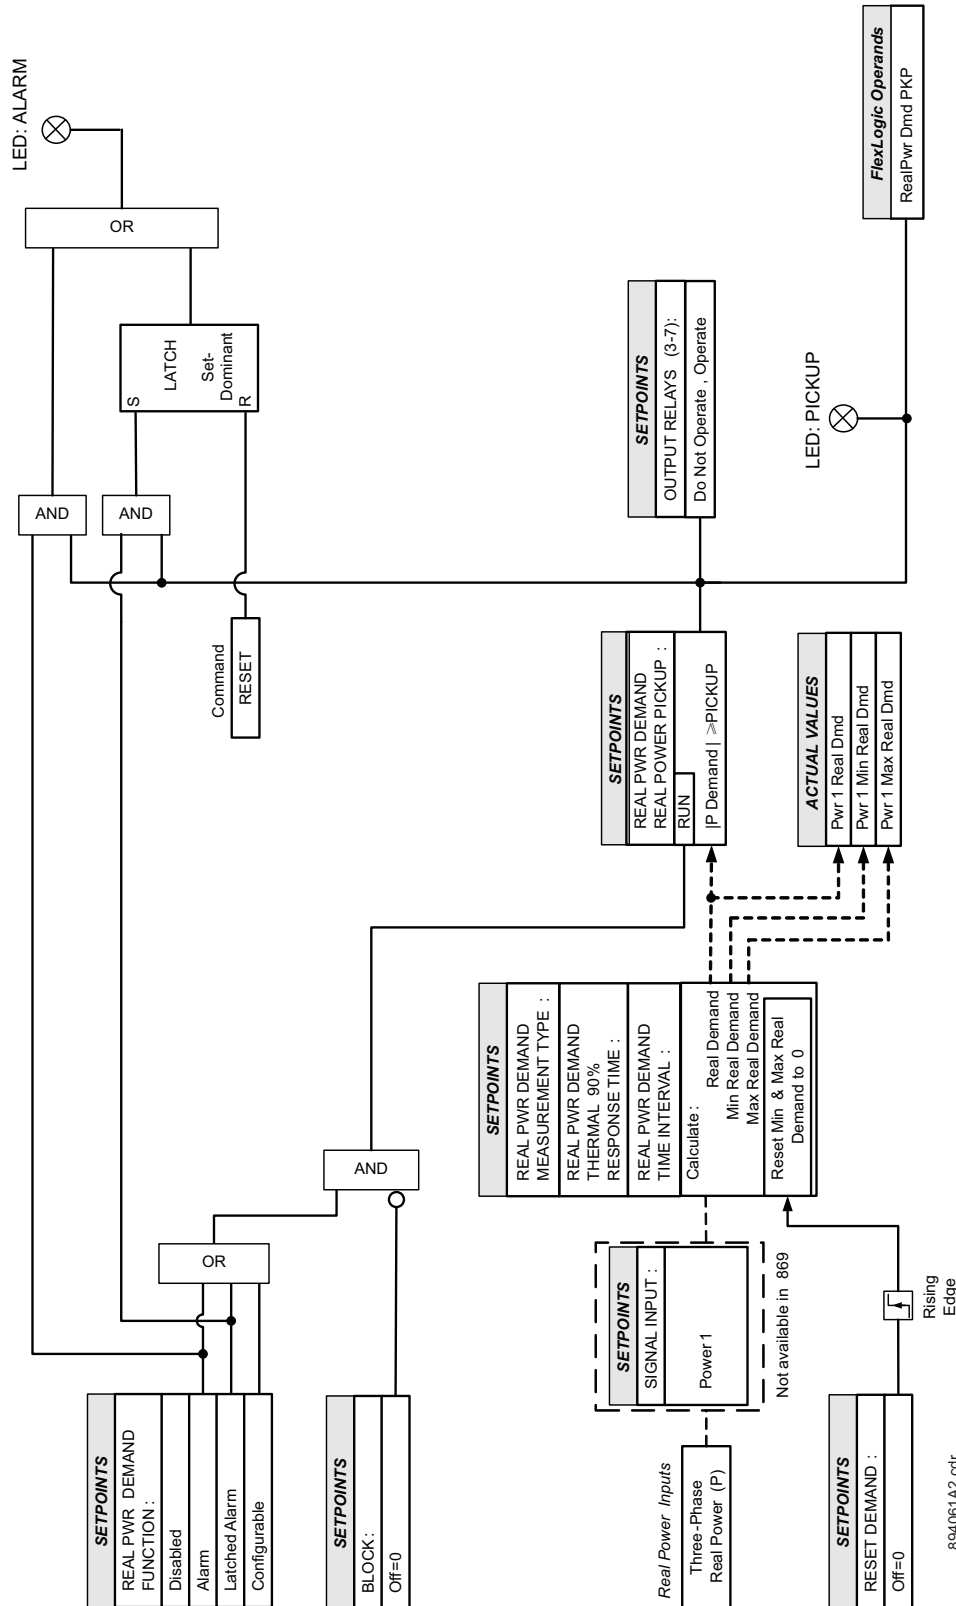 SETPOINTS
REAL PWR DEMAND
FUNCTION :
Disabled
Alarm
Latched Alarm
Configurable
SETPOINTS
BLOCK :
Off=0
Real Power Inputs
Three-Phase
Real Power (P)
SETPOINTS
RESET DEMAND :
Off=0
894061A2.cdr
OR
AND
SETPOINTS
SIGNAL INPUT :
Power1
Not available in 869
Rising
Edge
SETPOINTS
REAL PWR DEMAND
MEASUREMENT TYPE :
REAL PWR DEMAND
THERMAL 90%
RESPONSE TIME :
REAL PWR DEMAND
TIME INTERVAL :
Calculate :
Real Demand
Min Real Demand
Max Real Demand
Reset Min & Max Real
Demand to 0
Command
RESET
SETPOINTS
REAL PWR DEMAND
REAL POWER PICKUP :
RUN
|P Demand| >PICKUP
ACTUAL VALUES
Pwr 1 Real Dmd
Pwr 1 Min Real Dmd
Pwr 1 Max Real Dmd
AND
AND
S
LATCH
Set-
Dominant
R
OR
LED: ALARM
SETPOINTS
OUTPUT RELAYS (3-7):
Do Not Operate , Operate
LED: PICKUP
FlexLogic Operands
RealPwr Dmd PKP